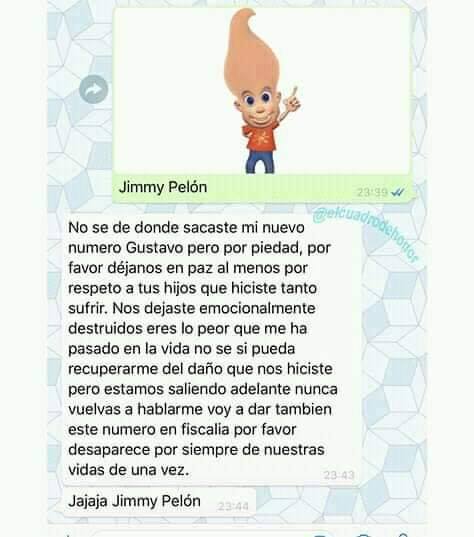 Jimmy Pelón
23:39
@elcuadrodehonor
No se de donde sacaste mi nuevo
numero Gustavo pero por piedad, por
favor déjanos en paz al menos por
respeto a tus hijos que hiciste tanto
sufrir. Nos dejaste emocionalmente
destruidos eres lo peor que me ha
pasado en la vida no se si pueda
recuperarme del daño que nos hiciste
pero estamos saliendo adelante nunca
vuelvas a hablarme voy a dar tambien
este numero en fiscalia por favor
desaparece por siempre de nuestras
vidas de una vez.
23:43
Jajaja Jimmy Pelón
23:44